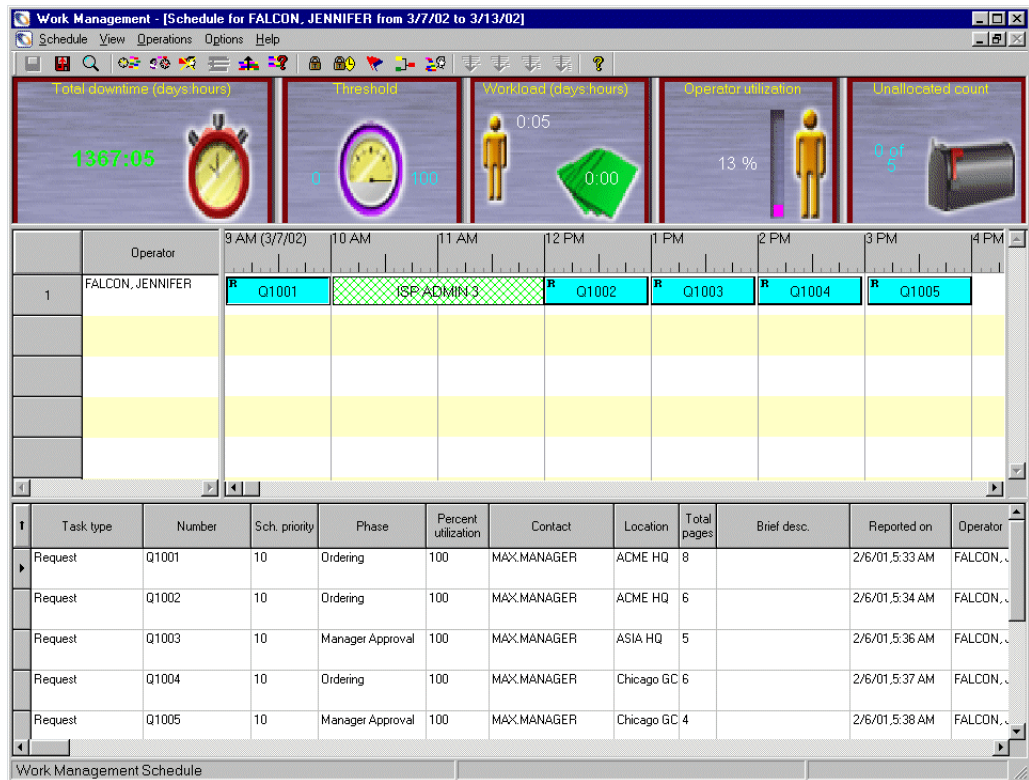 Work Management - [Schedule for FALCON, JENNIFER from 3/7/02 to 3/13/02]
Schedule View Operations Options Help
Total downtime (days:hours) Threshold Workload (days:hours) Operator utilization Unallocated count
1367:05 0 100 0:05 0:00 13 % 0 of 5
Operator 9 AM (3/7/02) 10 AM 11 AM 12 PM 1 PM 2 PM 3 PM 4 PM
1 FALCON, JENNIFER R Q1001 ISP ADMIN 3 R Q1002 R Q1003 R Q1004 R Q1005
Task type Number Sch. priority Phase Percent utilization Contact Location Total pages Brief desc. Reported on Operator
Request Q1001 10 Ordering 100 MAX.MANAGER ACME HQ 8 2/6/01,5:33 AM FALCON,
Request Q1002 10 Ordering 100 MAX.MANAGER ACME HQ 6 2/6/01,5:34 AM FALCON,
Request Q1003 10 Manager Approval 100 MAX.MANAGER ASIA HQ 5 2/6/01,5:36 AM FALCON,
Request Q1004 10 Ordering 100 MAX.MANAGER Chicago GC 6 2/6/01,5:37 AM FALCON,
Request Q1005 10 Manager Approval 100 MAX.MANAGER Chicago GC 4 2/6/01,5:38 AM FALCON,
Work Management Schedule